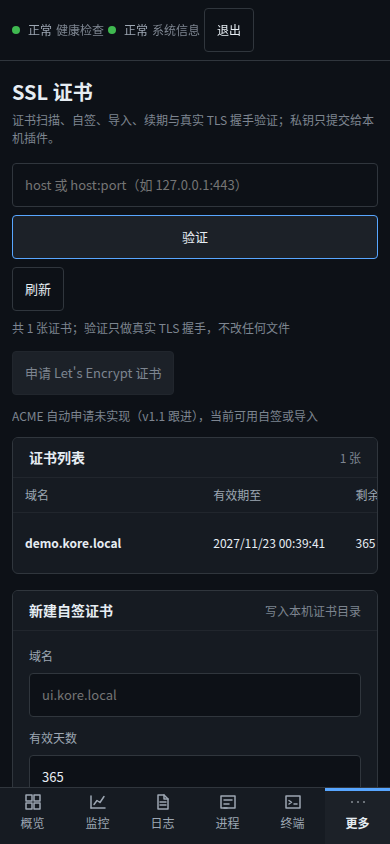 正常 健康检查 正常 系统信息 退出
SSL 证书
证书扫描、自签、导入、续期与真实 TLS 握手验证；私钥只提交给本
机插件。
host 或 host:port（如 127.0.0.1:443）
验证
刷新
共 1 张证书；验证只做真实 TLS 握手，不改任何文件
申请 Let's Encrypt 证书
ACME 自动申请未实现（v1.1 跟进），当前可用自签或导入
证书列表 1 张
域名 有效期至 剩余
demo.kore.local 2027/11/23 00:39:41 365
新建自签证书 写入本机证书目录
域名
ui.kore.local
有效天数
365
概览 监控 日志 进程 终端 更多